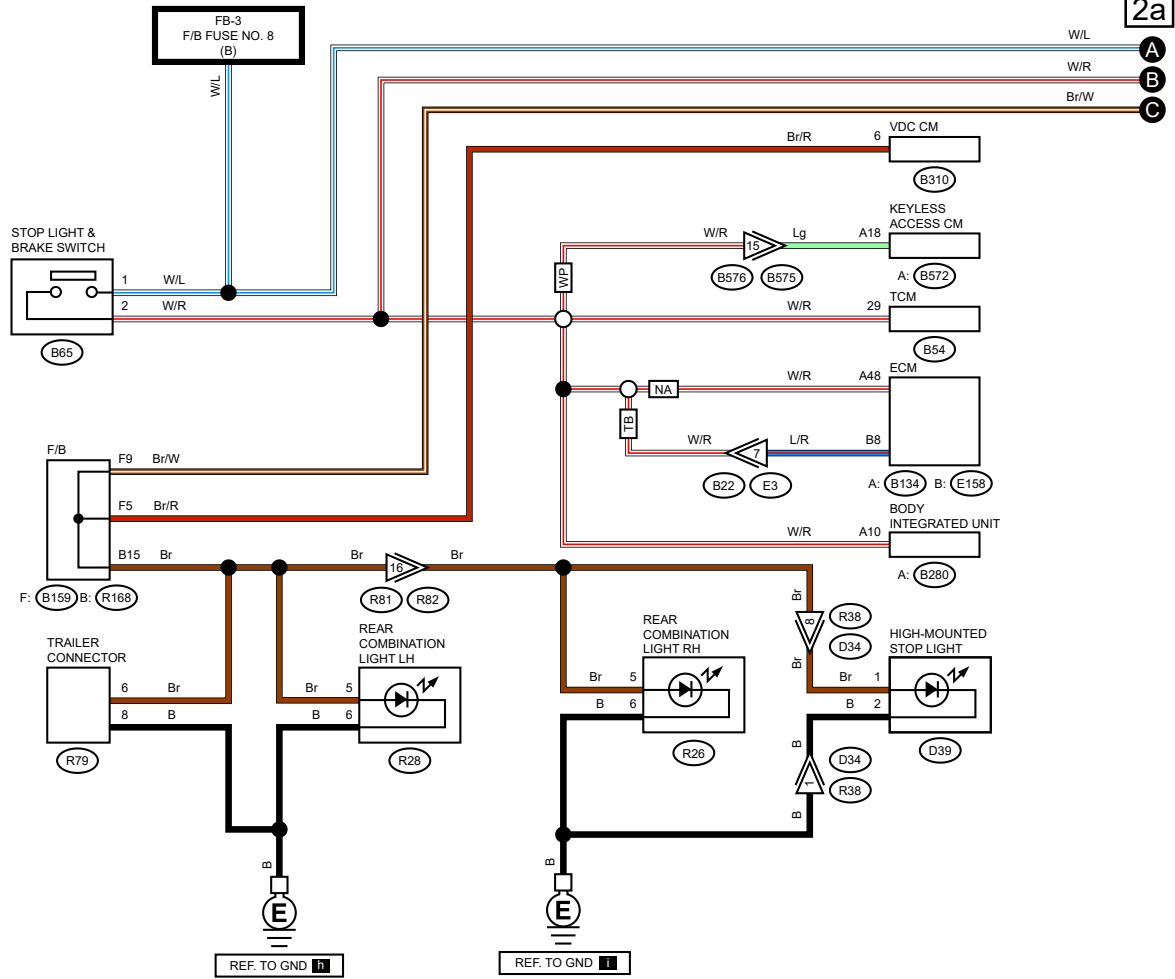 2a
FB-3
F/B FUSE NO. 8
(B)
W/L
W/L
A
W/R
B
Br/W
C
VDC CM
Br/R
6
B310
KEYLESS
ACCESS CM
W/R
15
Lg
A18
B576
B575
A: B572
WP
STOP LIGHT &
BRAKE SWITCH
1
W/L
2
W/R
B65
TCM
W/R
29
B54
ECM
NA
W/R
A48
TB
W/R
7
L/R
B8
B22
E3
A: B134 B: E158
F/B
F9 Br/W
F5 Br/R
B15 Br
F: B159 B: R168
BODY
INTEGRATED UNIT
W/R
A10
A: B280
Br
16
Br
R81
R82
Br
8
R38
D34
Br
TRAILER
CONNECTOR
6
Br
8
B
R79
REAR
COMBINATION
LIGHT LH
Br
5
B
6
R28
REAR
COMBINATION
LIGHT RH
Br
5
B
6
R26
HIGH-MOUNTED
STOP LIGHT
Br
1
B
2
D39
B
1
D34
R38
B
B
E
REF. TO GND h
B
E
REF. TO GND i